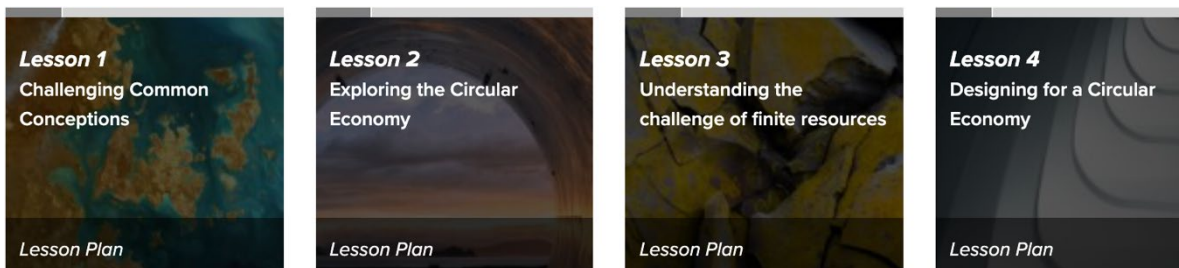 Lesson 1
Challenging Common
Conceptions
Lesson Plan
Lesson 2
Exploring the Circular
Economy
Lesson Plan
Lesson 3
Understanding the
challenge of finite resources
Lesson Plan
Lesson 4
Designing for a Circular
Economy
Lesson Plan